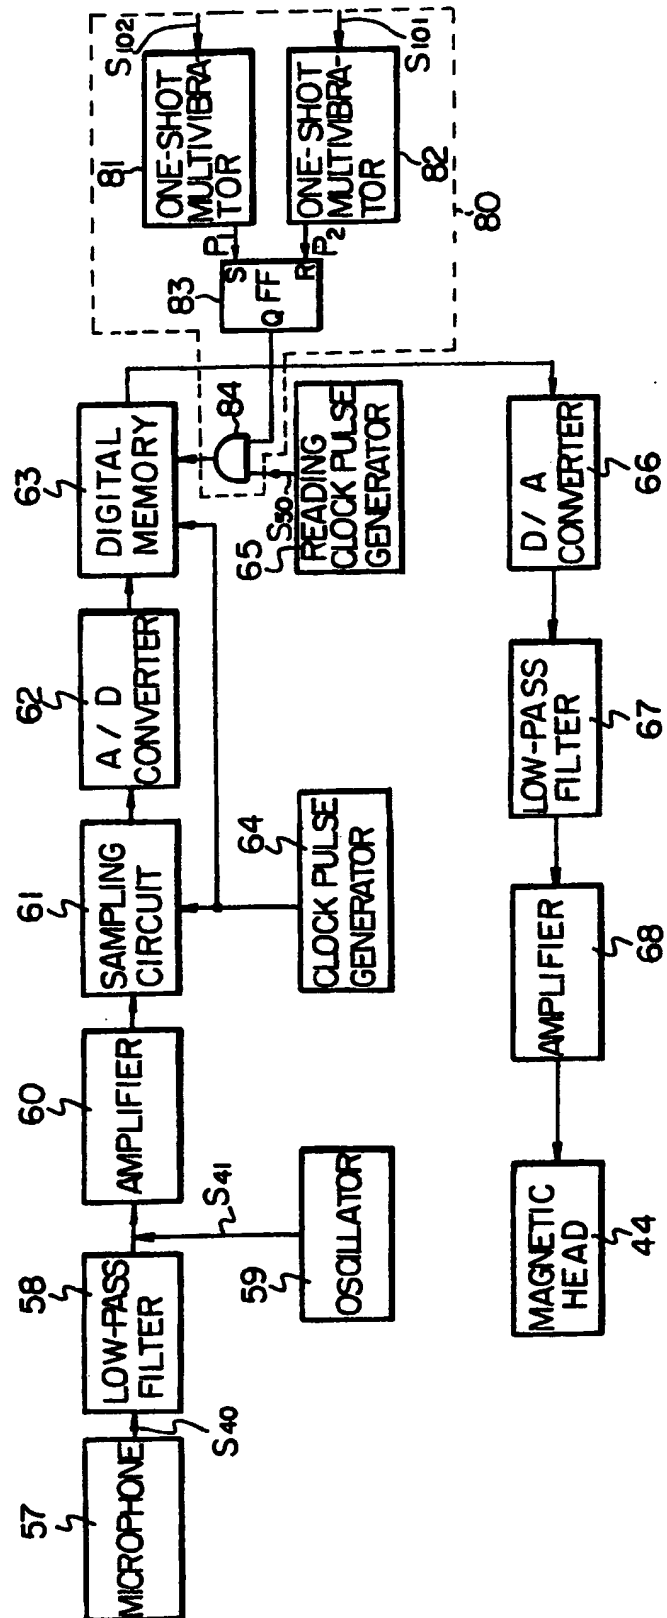 57
MICROPHONE
S40
58
LOW-PASS
FILTER
S41
59
OSCILLATOR
60
AMPLIFIER
61
SAMPLING
CIRCUIT
64
CLOCK PULSE
GENERATOR
62
A/D
CONVERTER
63
DIGITAL
MEMORY
84
S50
65
READING
CLOCK PULSE
GENERATOR
83
S
FF
Q
R
P1
P2
81
ONE-SHOT
MULTIVIBRA-
TOR
S102
82
ONE-SHOT
MULTIVIBRA-
TOR
S101
80
44
MAGNETIC
HEAD
68
AMPLIFIER
67
LOW-PASS
FILTER
66
D/A
CONVERTER